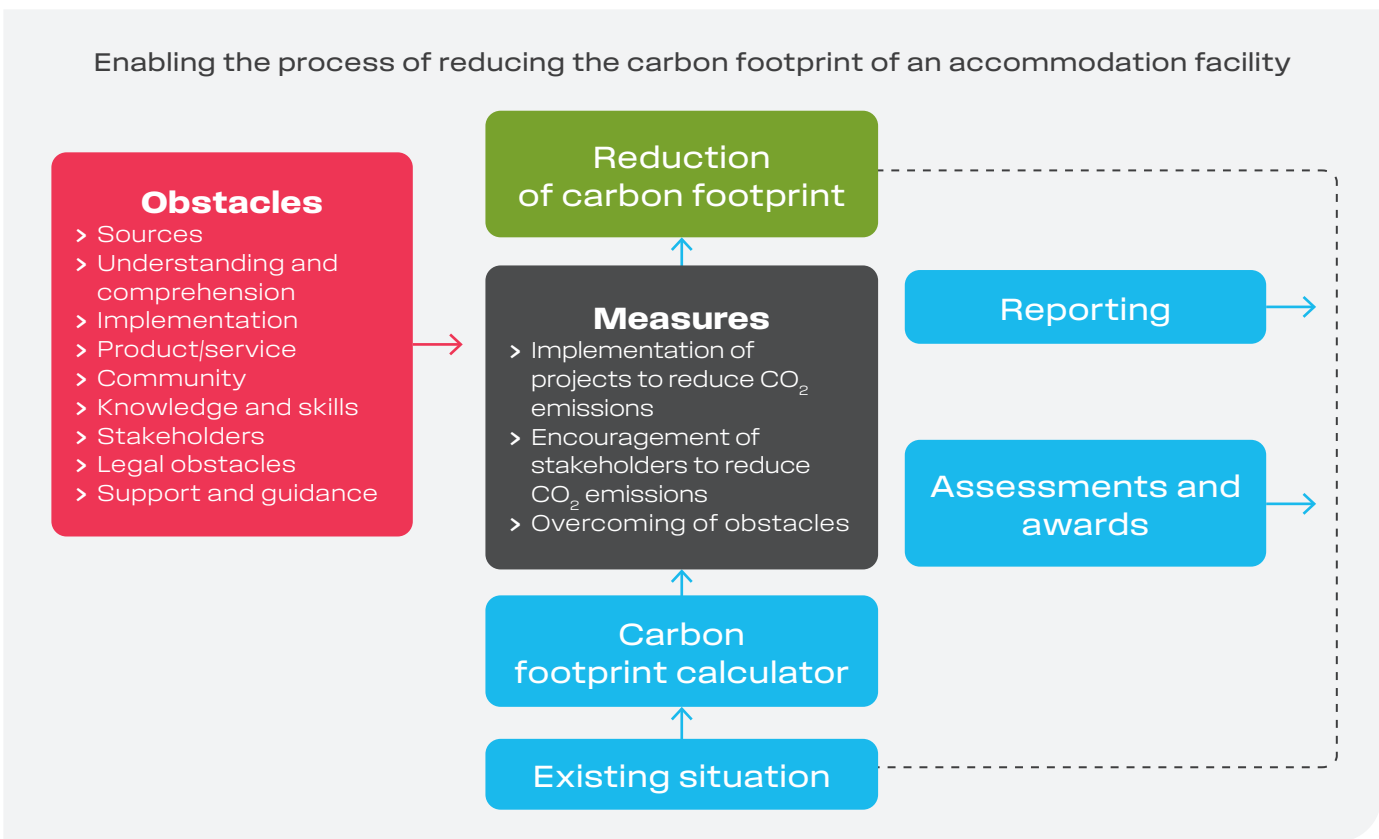 Enabling the process of reducing the carbon footprint of an accommodation facility
Obstacles
> Sources
> Understanding and
comprehension
> Implementation
> Product/service
> Community
> Knowledge and skills
> Stakeholders
> Legal obstacles
> Support and guidance
Reduction
of carbon footprint
Measures
> Implementation of
projects to reduce CO₂
emissions
> Encouragement of
stakeholders to reduce
CO₂ emissions
> Overcoming of obstacles
Carbon
footprint calculator
Existing situation
Reporting
Assessments and
awards